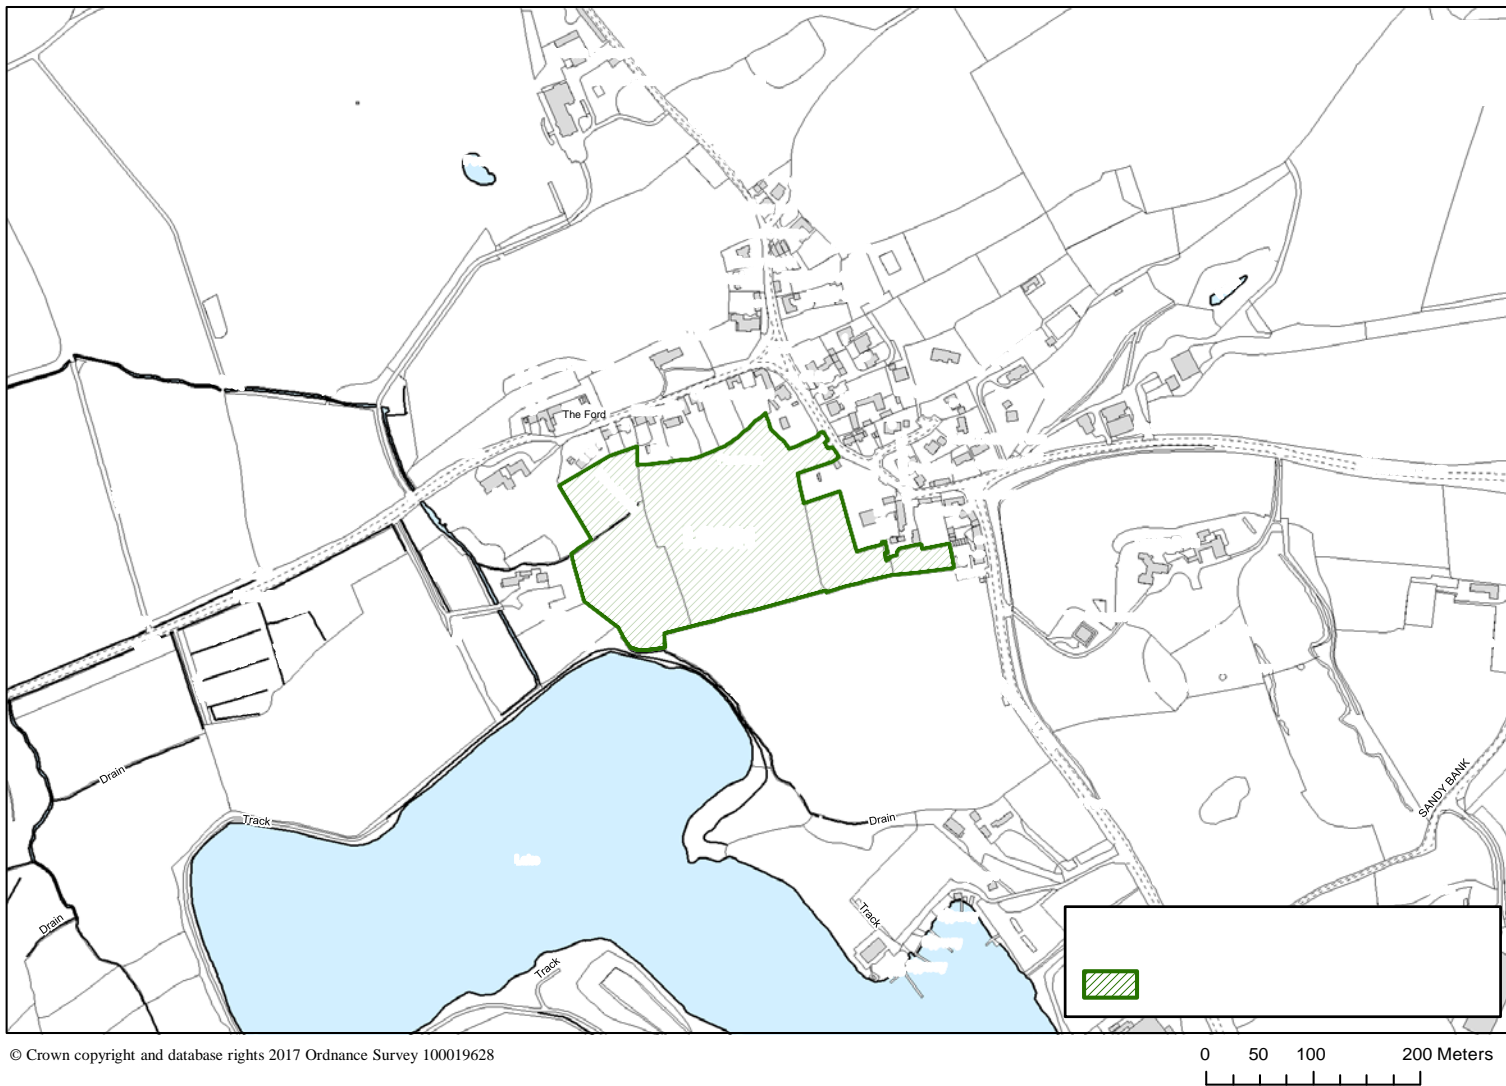 The Ford
SANDY BANK
Drain
Track
Drain
Drain
Track
Track
© Crown copyright and database rights 2017 Ordnance Survey 100019628
0 50 100 200 Meters